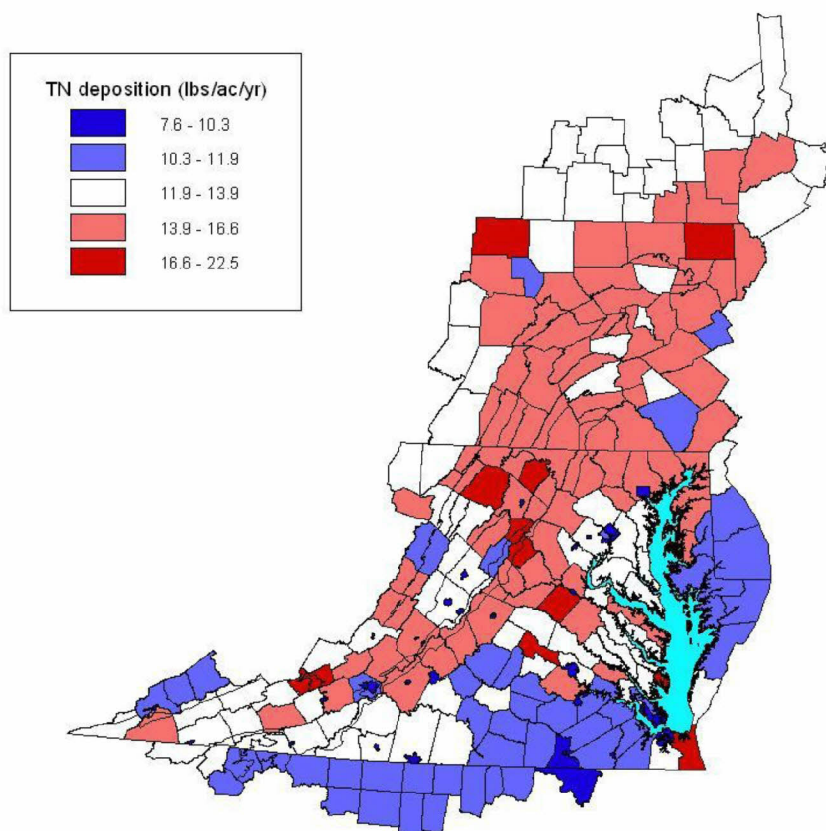 TN deposition (lbs/ac/yr)
7.6 - 10.3
10.3 - 11.9
11.9 - 13.9
13.9 - 16.6
16.6 - 22.5